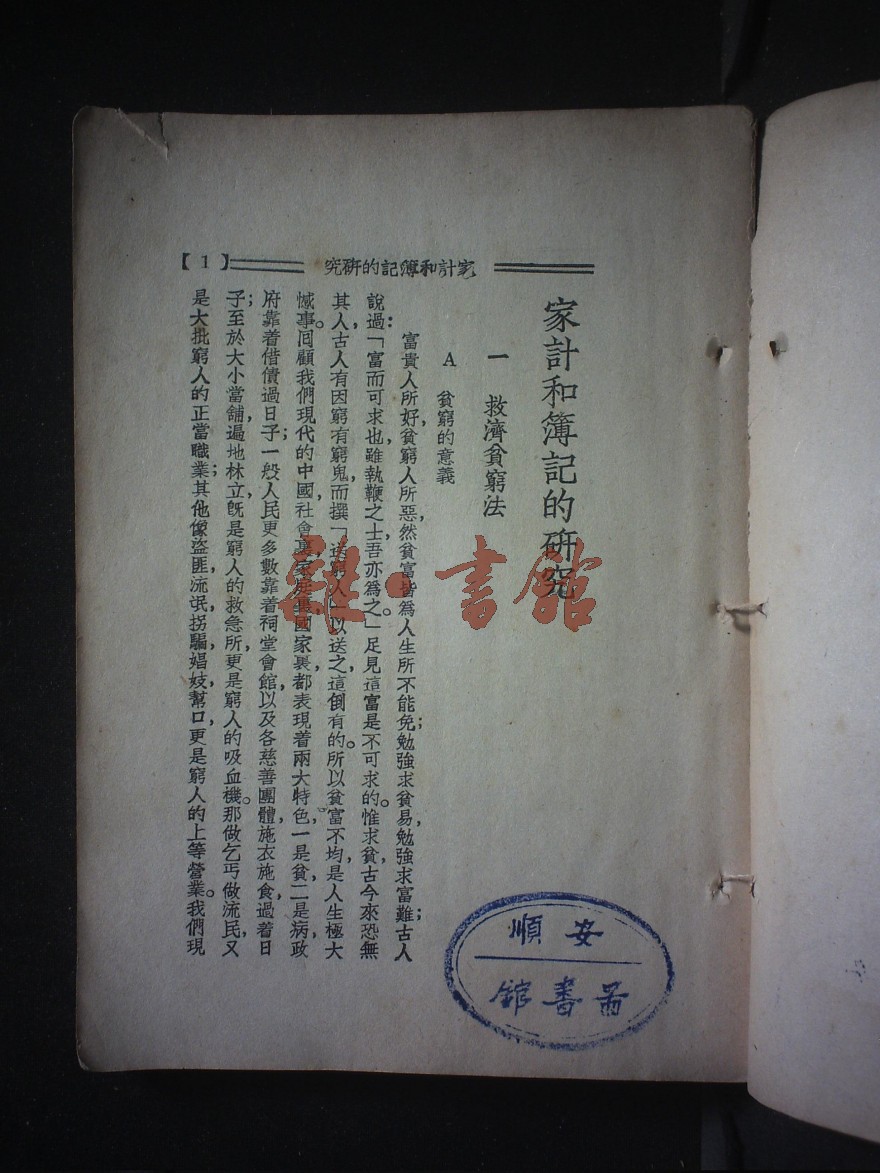 【1】
究研的記簿和計家
家計和簿記的研究
一　救濟貧窮法
A　貧窮的意義
富貴人所好，貧窮人所惡，然貧富皆為人生所不能免；勉強求貧易，勉強求富難；古人
說過：「富而可求也，雖執鞭之士，吾亦為之。」足見這富是不可求的。惟求貧，古今來恐無
其人，古人有因窮有窮鬼，而撰「送窮人」以送之，這倒有的。所以貧富不均，是人生極大
憾事。回顧我們現代的中國，社會裏，家庭裏，國家裏，都表現着兩大特色，一是貧，二是病，政
府靠着借債過日子；一般人民更多數靠着祠堂會館，以及各慈善團體，施衣施食，過着日
子；至於大小當舖，遍地林立，旣是窮人的救急所，更是窮人的吸血機。那做乞丐，做流民，又
是大批窮人的正當職業；其他像盜匪，流氓，拐騙，娼妓，幫口，更是窮人的上等營業。我們現
雜·書館
順安
館書圖